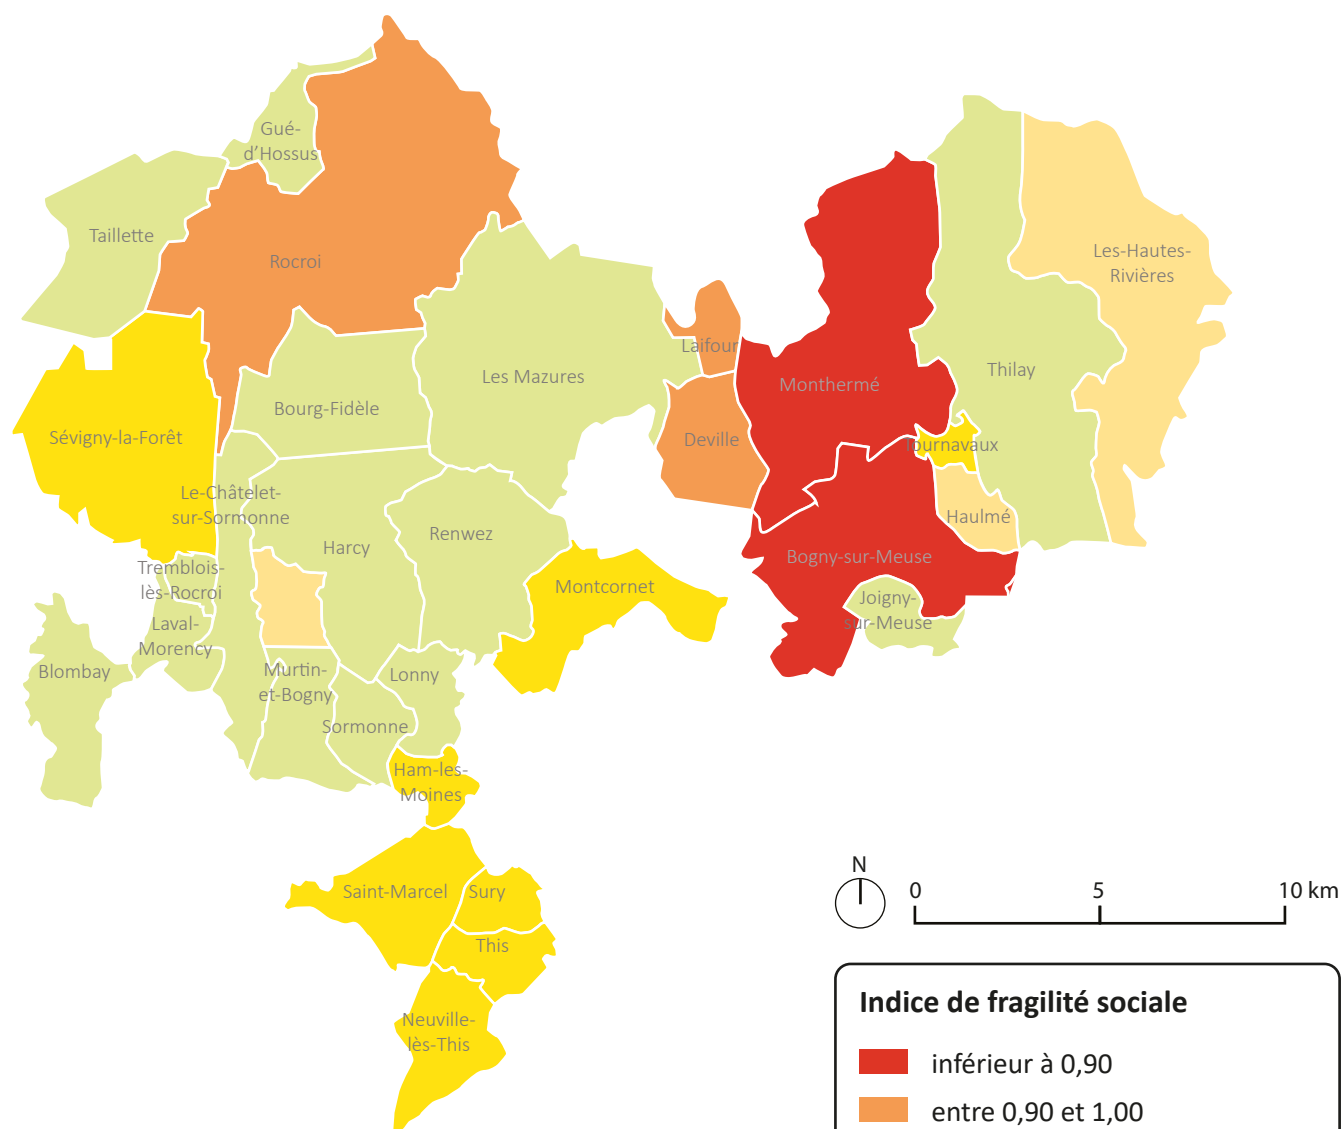 Gué-
d'Hossus
Taillette
Rocroi
Les-Hautes-
Rivières
Laifour
Thilay
Les Mazures
Monthermé
Bourg-Fidèle
Sévigny-la-Forêt
Deville
Tournavaux
Le-Châtelet-
sur-Sormonne
Haulmé
Renwez
Harcy
Bogny-sur-Meuse
Tremblois-
lès-Rocroi
Montcornet
Joigny-
sur-Meuse
Laval-
Morency
Blombay
Murtin-
et-Bogny
Lonny
Sormonne
Ham-les-
Moines
Saint-Marcel
Sury
This
Neuville-
lès-This
N
0 5 10 km
Indice de fragilité sociale
inférieur à 0,90
entre 0,90 et 1,00